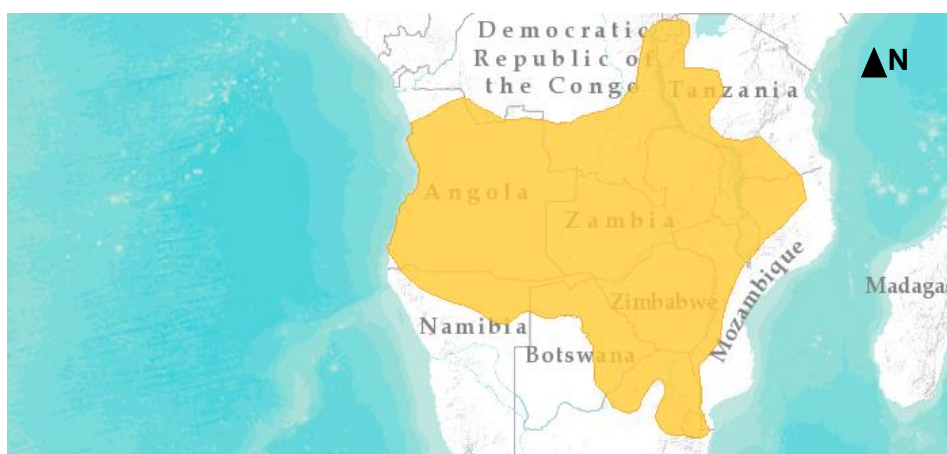 Democratic
Republic of
the Congo
N
Tanzania
Angola
Zambia
Madagas
Zimbabwe
Mozambique
Namibia
Botswana